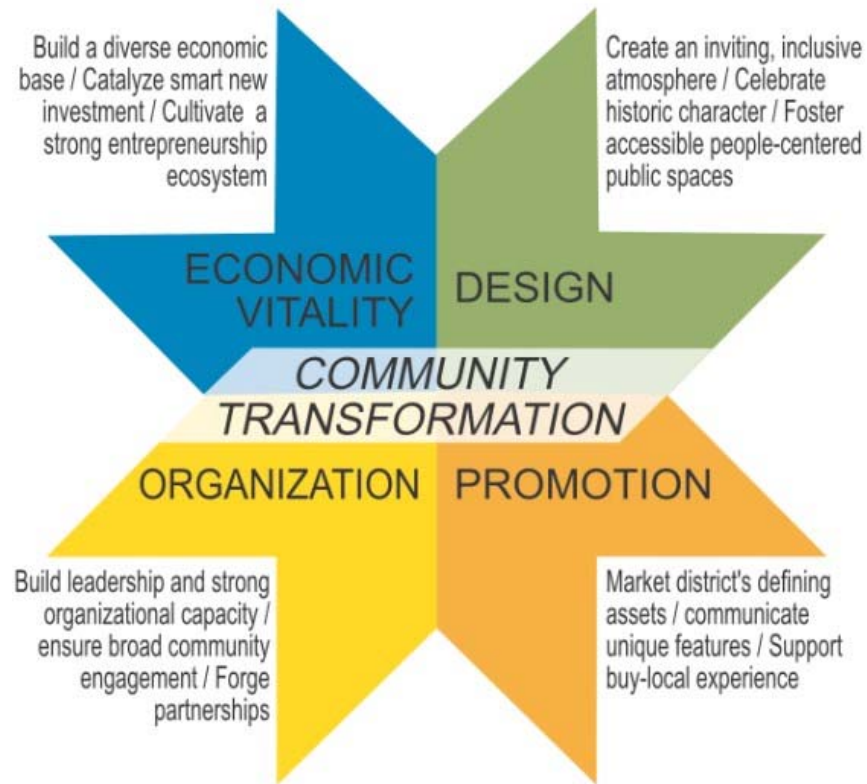 Build a diverse economic
base / Catalyze smart new
investment / Cultivate a
strong entrepreneurship
ecosystem
Create an inviting, inclusive
atmosphere / Celebrate
historic character / Foster
accessible people-centered
public spaces
ECONOMIC
VITALITY
DESIGN
COMMUNITY
TRANSFORMATION
ORGANIZATION
PROMOTION
Build leadership and strong
organizational capacity /
ensure broad community
engagement / Forge
partnerships
Market district's defining
assets / communicate
unique features / Support
buy-local experience